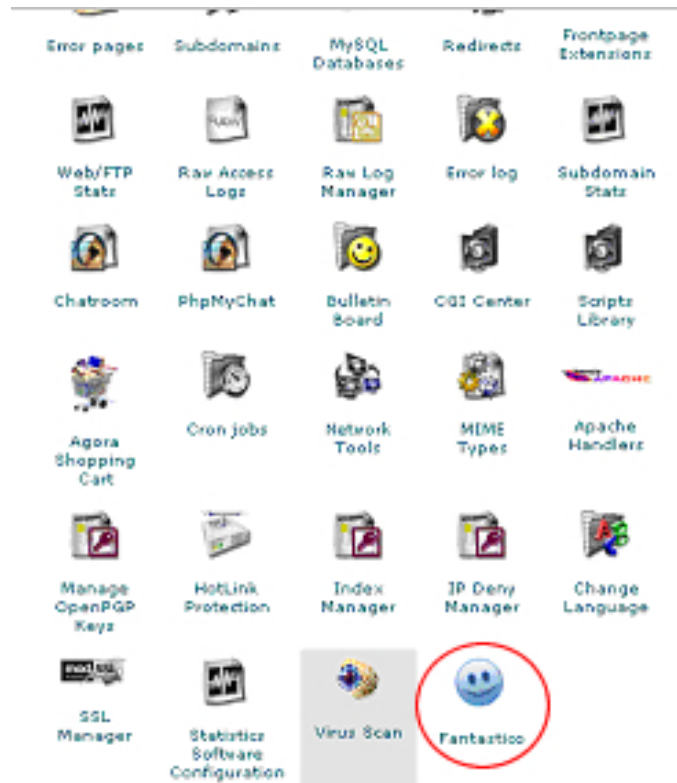 Error pages
Subdomains
MySQL
Databases
Redirects
Frontpage
Extensions
Web/FTP
Stats
Raw Access
Logs
Raw Log
Manager
Error log
Subdomain
Stats
Chatroom
PhpMyChat
Bulletin
Board
CGI Center
Scripts
Library
Agora
Shopping
Cart
Cron jobs
Network
Tools
MIME
Types
APACHE
Apache
Handlers
Manage
OpenPGP
Keys
HotLink
Protection
Index
Manager
IP Deny
Manager
Change
Language
SSL
Manager
Statistics
Software
Configuration
Virus Scan
Fantastico